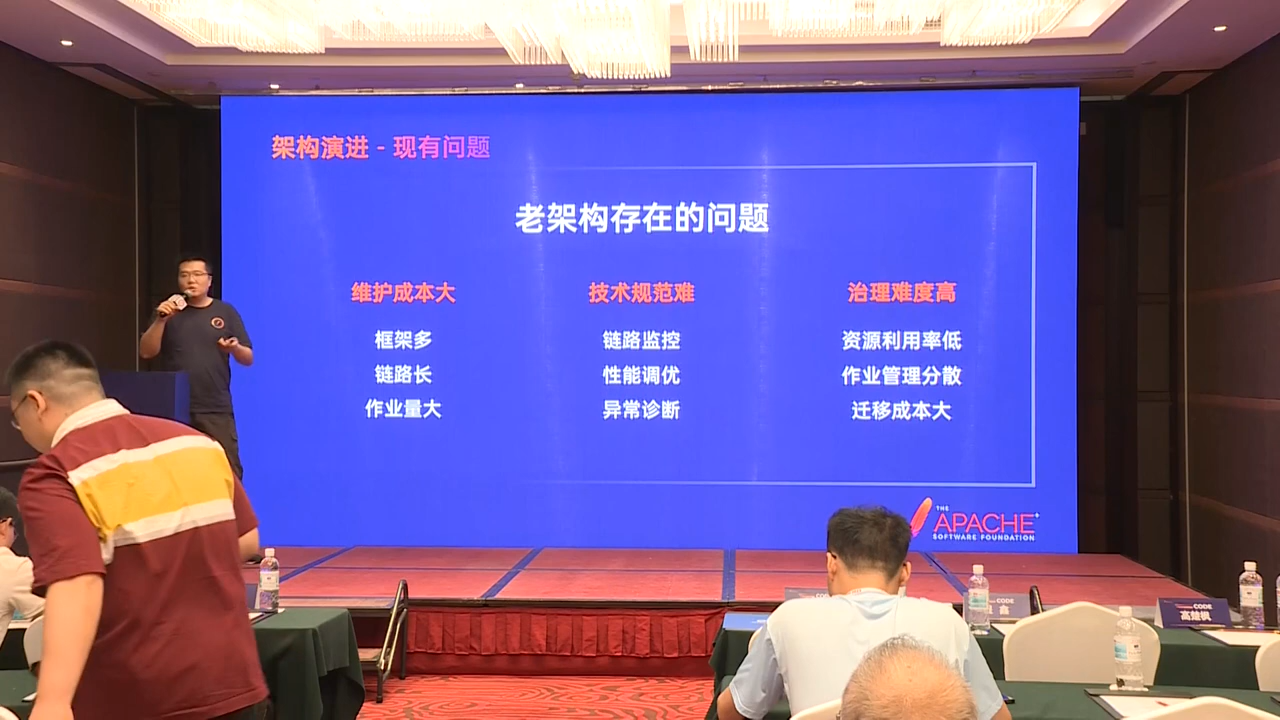 架构演进 - 现有问题
老架构存在的问题
维护成本大
框架多
链路长
作业量大
技术规范难
链路监控
性能调优
异常诊断
治理难度高
资源利用率低
作业管理分散
迁移成本大
THE
APACHE
SOFTWARE FOUNDATION
CODE
鑫
CODE
高楚枫